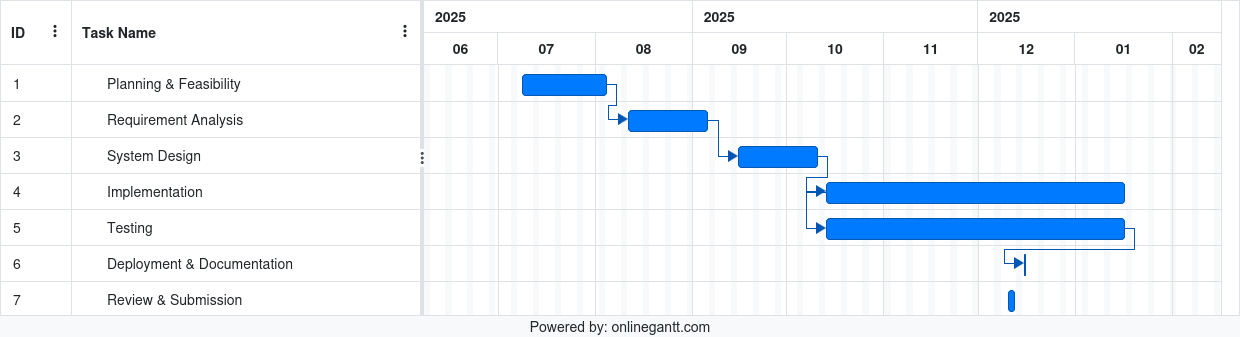 2025 2025 2025
ID Task Name
06 07 08 09 10 11 12 01 02
1 Planning & Feasibility
2 Requirement Analysis
3 System Design
4 Implementation
5 Testing
6 Deployment & Documentation
7 Review & Submission
Powered by: onlinegantt.com